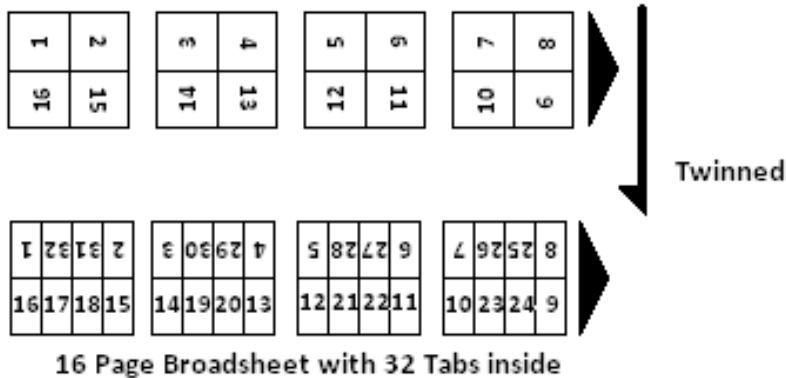 1 2 3 4 5 6 7 8
16 15 14 13 12 11 10 9
Twinned
1 32 31 2 3 30 29 4 5 28 27 6 7 26 25 8
16 17 18 15 14 19 20 13 12 21 22 11 10 23 24 9
16 Page Broadsheet with 32 Tabs inside